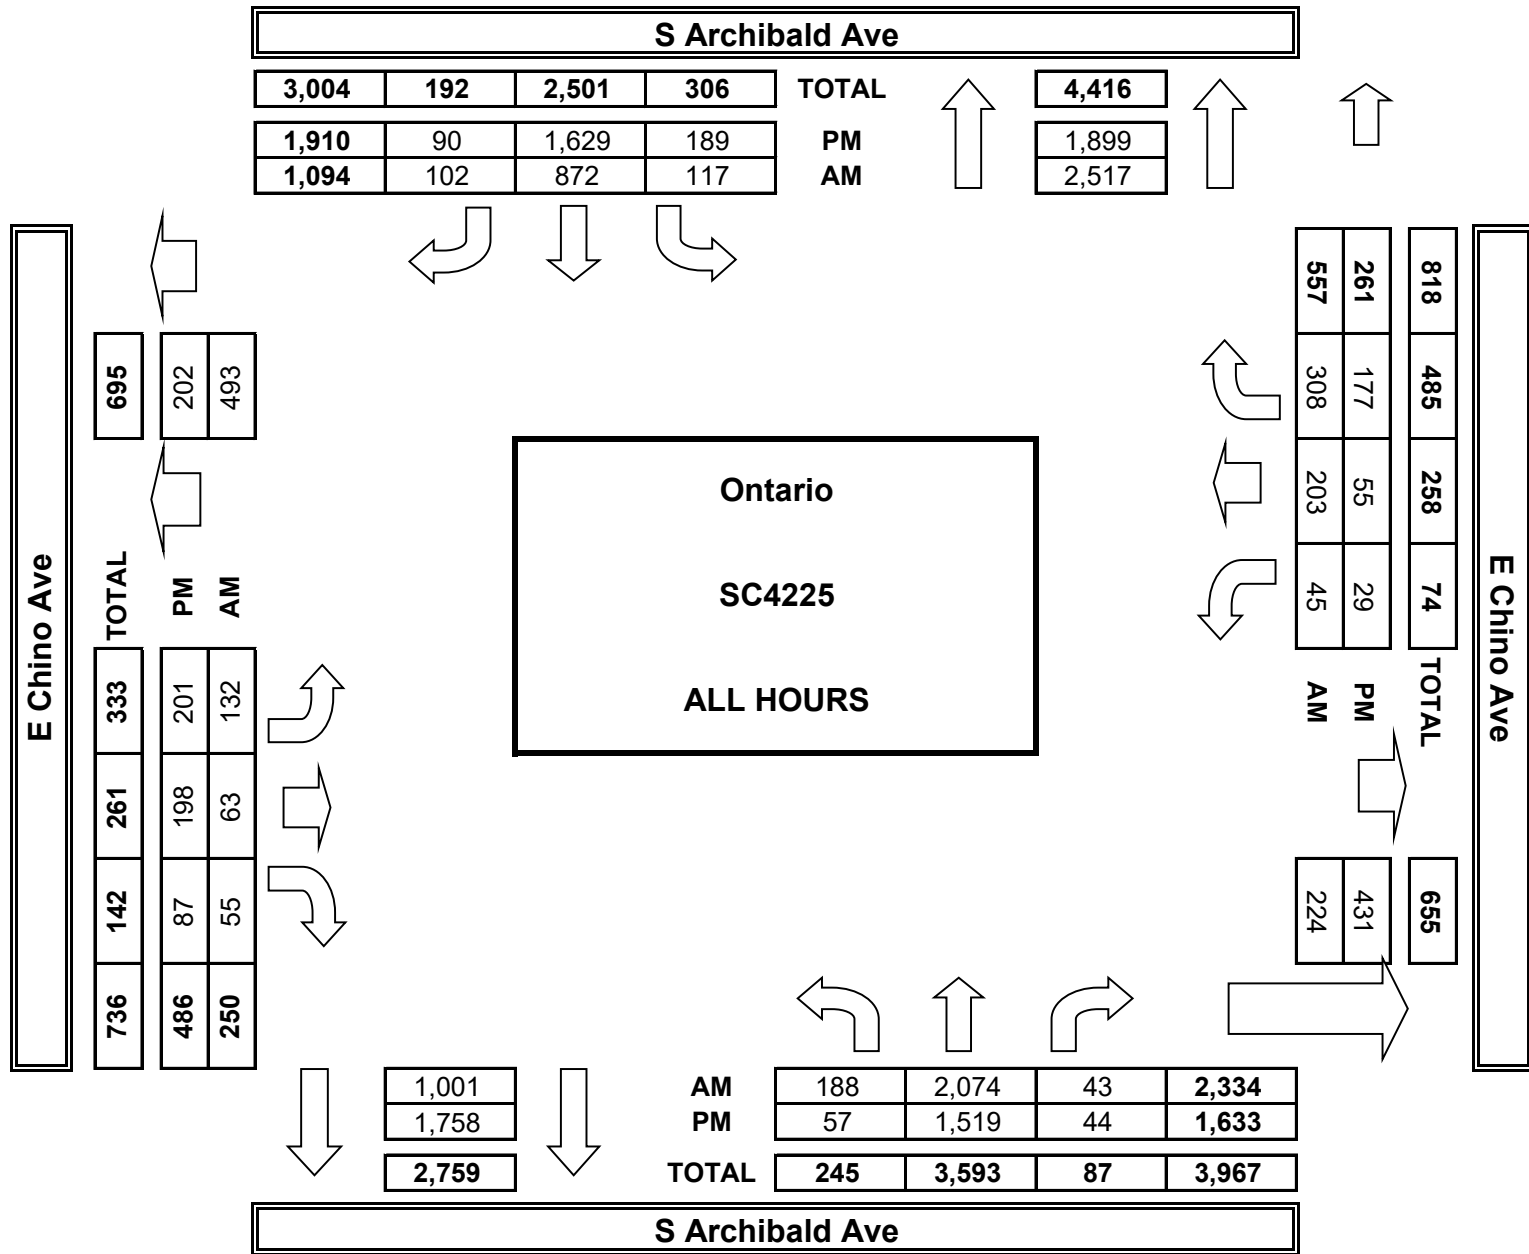 S Archibald Ave
3,004 192 2,501 306 TOTAL 4,416
1,910 90 1,629 189 PM 1,899
1,094 102 872 117 AM 2,517
E Chino Ave
695 202 493
TOTAL PM AM
333 201 132
261 198 63
142 87 55
736 486 250
Ontario
SC4225
ALL HOURS
557 261 818
308 177 485
203 55 258
45 29 74
AM PM TOTAL
224 431 655
E Chino Ave
1,001 AM 188 2,074 43 2,334
1,758 PM 57 1,519 44 1,633
2,759 TOTAL 245 3,593 87 3,967
S Archibald Ave